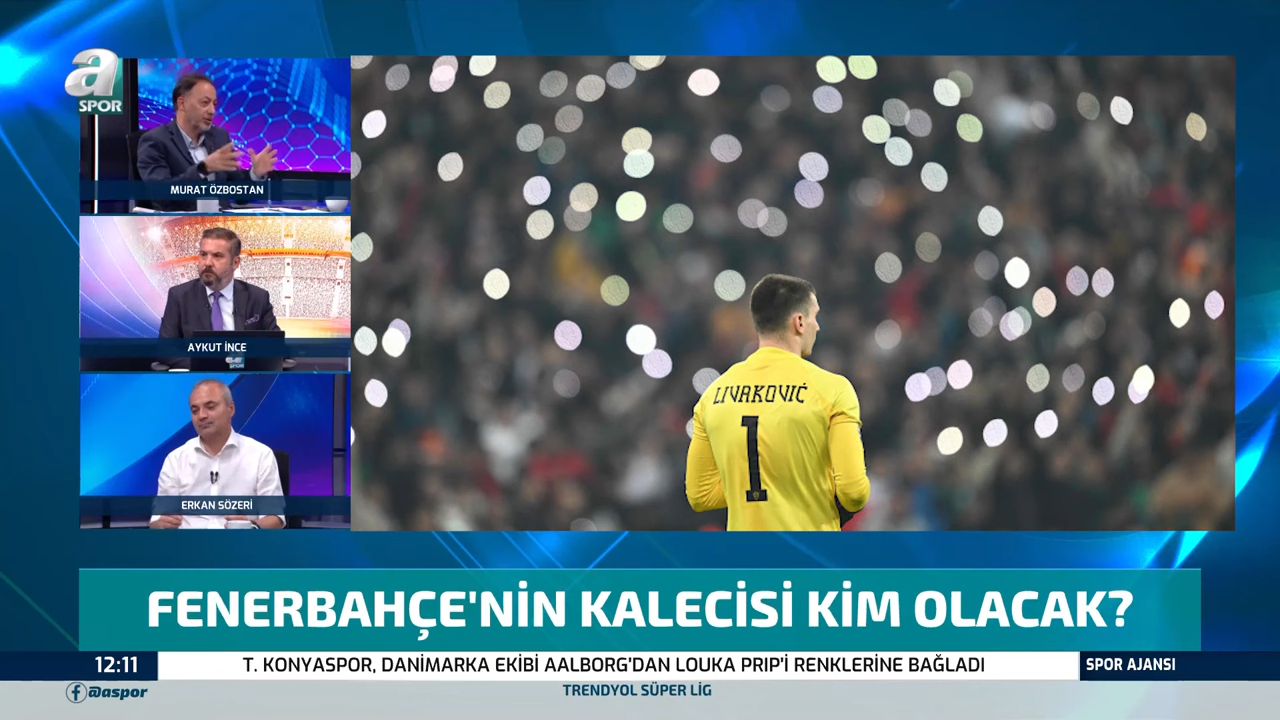 a
SPOR
MURAT ÖZBOSTAN
AYKUT İNCE
ERKAN SÖZERİ
LIVAKOVIĆ
1
FENERBAHÇE'NİN KALECİSİ KİM OLACAK?
12:11
T. KONYASPOR, DANİMARKA EKİBİ AALBORG'DAN LOUKA PRIP'İ RENKLERİNE BAĞLADI
SPOR AJANSI
f @aspor
TRENDYOL SÜPER LİG